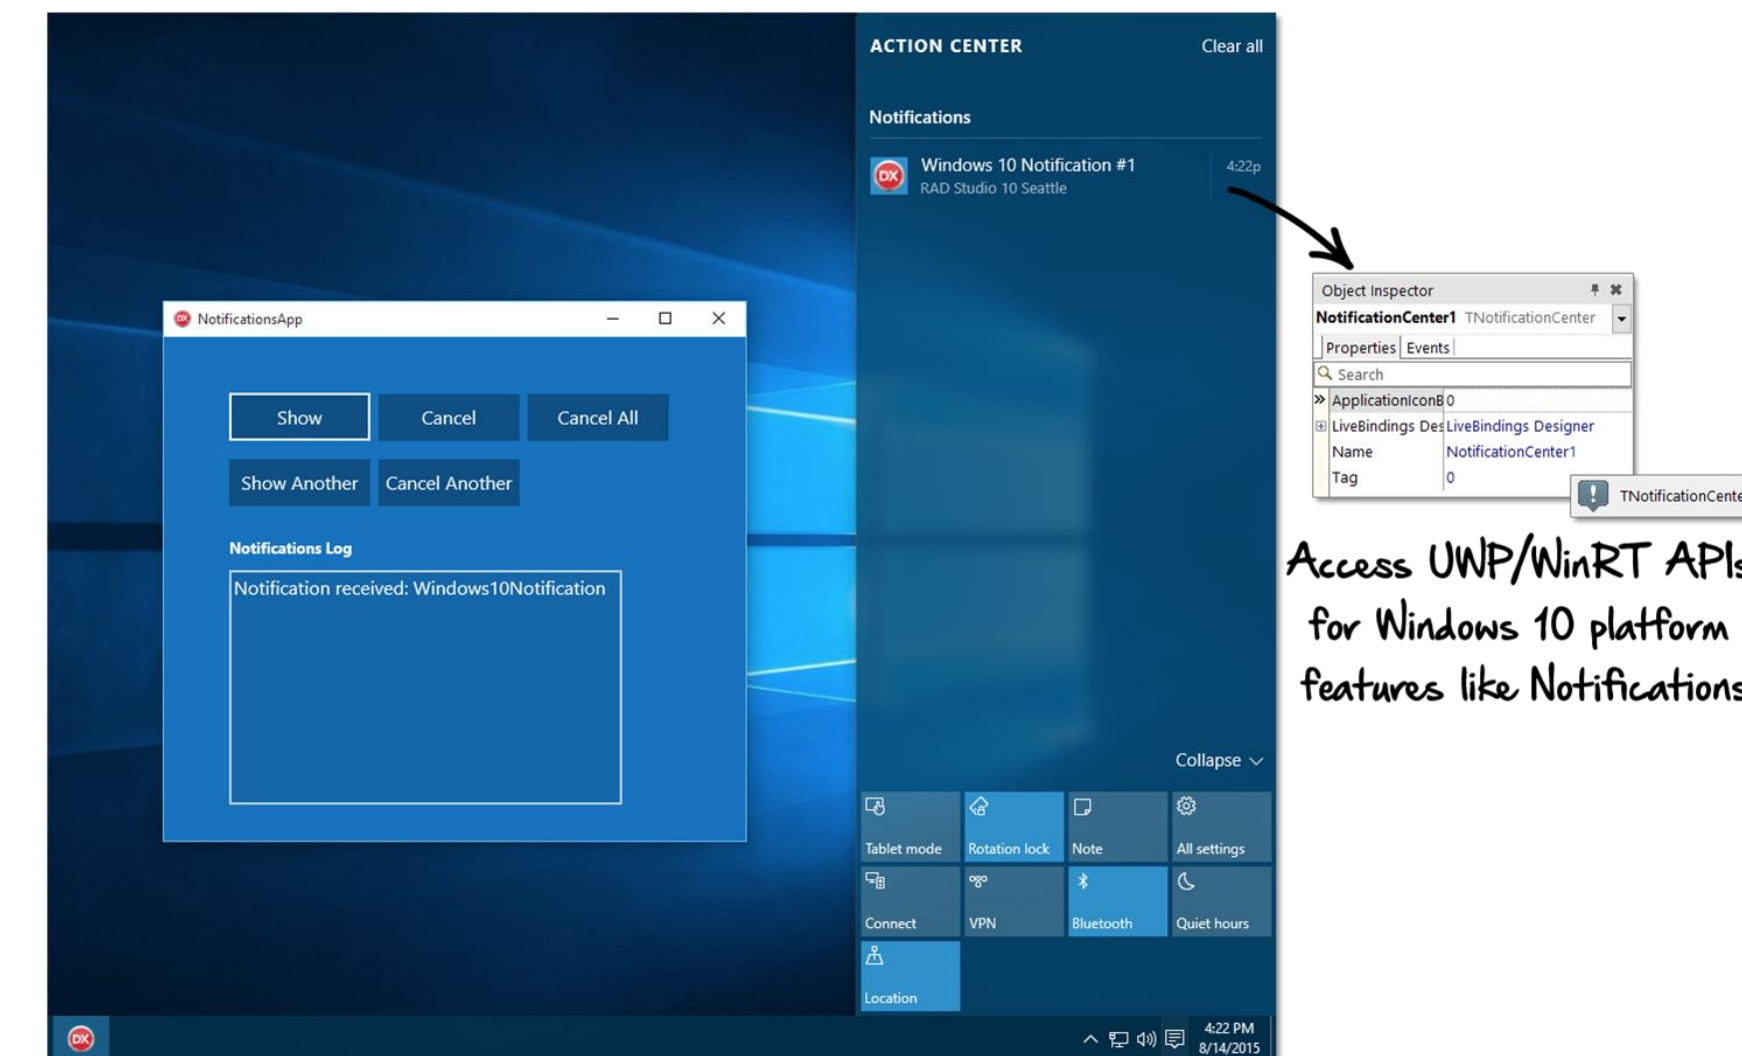 ACTION CENTER Clear all
Notifications
DX Windows 10 Notification #1 4:22p
RAD Studio 10 Seattle
DX NotificationsApp
Show Cancel Cancel All
Show Another Cancel Another
Notifications Log
Notification received: Windows10Notification
Object Inspector
NotificationCenter1 TNotificationCenter
Properties Events
Search
ApplicationIconB 0
LiveBindings Des LiveBindings Designer
Name NotificationCenter1
Tag 0
TNotificationCente
Access UWP/WinRT APIs
for Windows 10 platform
features like Notifications
Collapse
Tablet mode Rotation lock Note All settings
Connect VPN Bluetooth Quiet hours
Location
DX 4:22 PM
8/14/2015